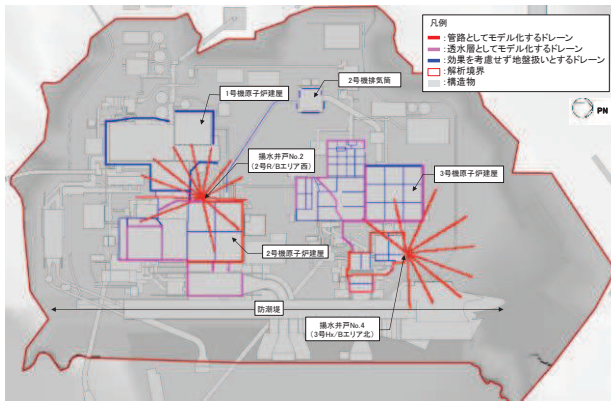 凡例
：管路としてモデル化するドレーン
：透水層としてモデル化するドレーン
：効果を考慮せず地盤扱いとするドレーン
：解析境界
：構造物
PN
2号機排気筒
1号機原子炉建屋
揚水井戸No.2
（2号R/Bエリア西）
3号機原子炉建屋
2号機原子炉建屋
防潮堤
揚水井戸No.4
（3号Hx/Bエリア北）